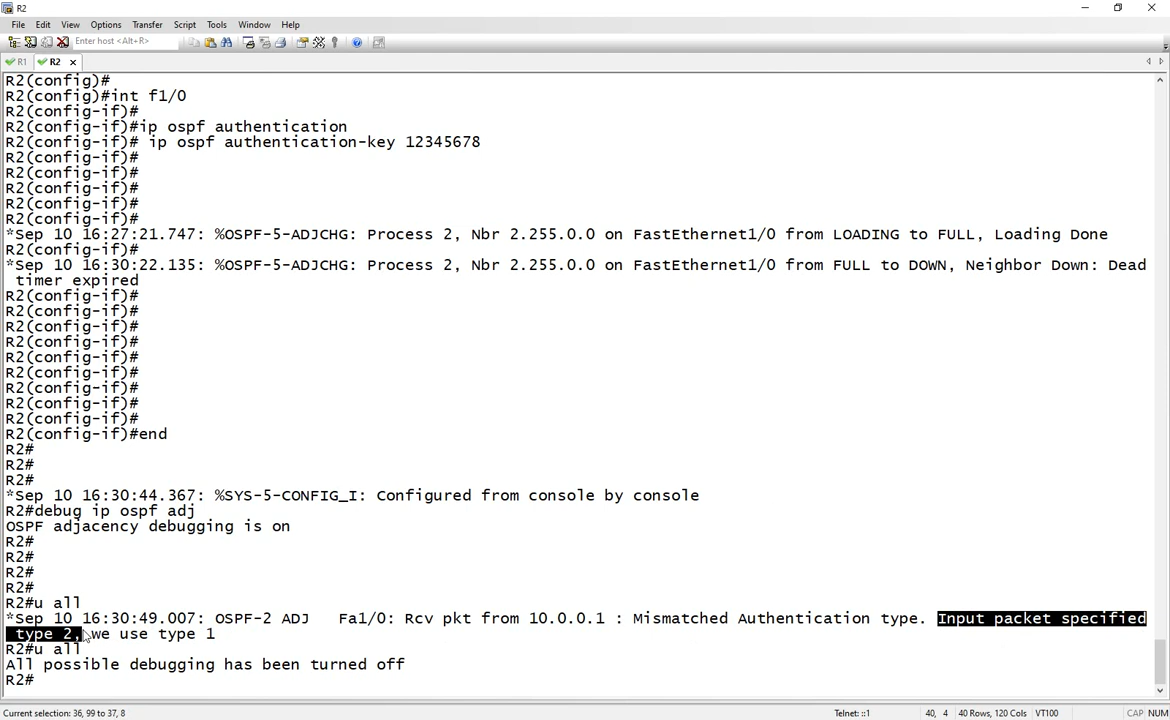 R2
File Edit View Options Transfer Script Tools Window Help
Enter host <Alt+R>
R1 R2
R2(config)#
R2(config)#int f1/0
R2(config-if)#
R2(config-if)#ip ospf authentication
R2(config-if)# ip ospf authentication-key 12345678
R2(config-if)#
R2(config-if)#
R2(config-if)#
R2(config-if)#
R2(config-if)#
*Sep 10 16:27:21.747: %OSPF-5-ADJCHG: Process 2, Nbr 2.255.0.0 on FastEthernet1/0 from LOADING to FULL, Loading Done
R2(config-if)#
*Sep 10 16:30:22.135: %OSPF-5-ADJCHG: Process 2, Nbr 2.255.0.0 on FastEthernet1/0 from FULL to DOWN, Neighbor Down: Dead
timer expired
R2(config-if)#
R2(config-if)#
R2(config-if)#
R2(config-if)#
R2(config-if)#
R2(config-if)#
R2(config-if)#
R2(config-if)#
R2(config-if)#
R2(config-if)#end
R2#
R2#
R2#
*Sep 10 16:30:44.367: %SYS-5-CONFIG_I: Configured from console by console
R2#debug ip ospf adj
OSPF adjacency debugging is on
R2#
R2#
R2#
R2#
R2#u all
*Sep 10 16:30:49.007: OSPF-2 ADJ   Fa1/0: Rcv pkt from 10.0.0.1 : Mismatched Authentication type. Input packet specified
type 2, we use type 1
R2#u all
All possible debugging has been turned off
R2#
Current selection: 36, 99 to 37, 8 Telnet: ::1 40, 4 40 Rows, 120 Cols VT100 CAP NUM